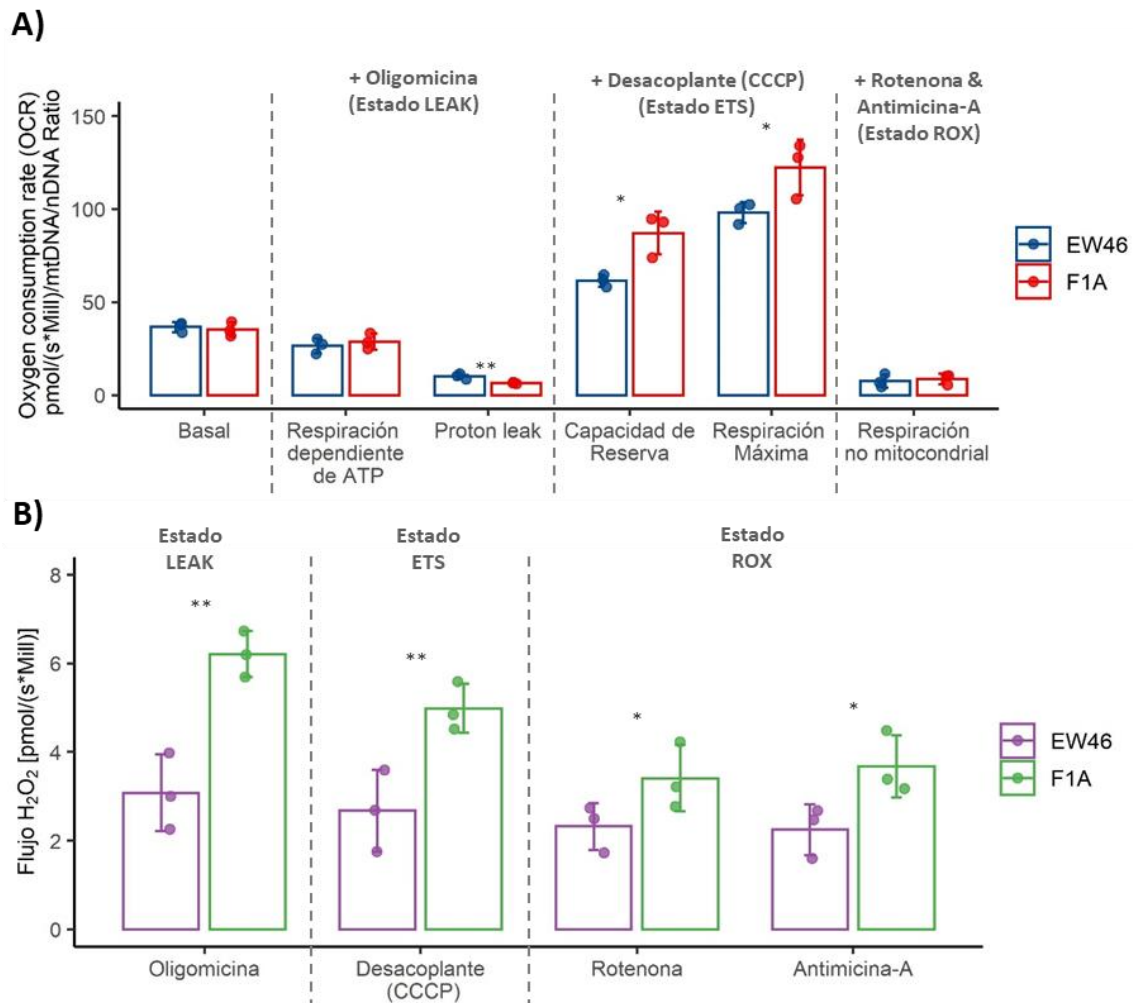 A)
+ Oligomicina
(Estado LEAK)
+ Desacoplante (CCCP)
(Estado ETS)
+ Rotenona &
Antimicina-A
(Estado ROX)
Oxygen consumption rate (OCR)
pmol/(s*Mill)/mtDNA/nDNA Ratio
150
100
50
0
*
*
**
EW46
F1A
Basal
Respiración
dependiente
de ATP
Proton leak
Capacidad de
Reserva
Respiración
Máxima
Respiración
no mitocondrial
B)
Estado
LEAK
Estado
ETS
Estado
ROX
Flujo H₂O₂ [pmol/(s*Mill)]
8
6
4
2
0
**
**
*
*
EW46
F1A
Oligomicina
Desacoplante
(CCCP)
Rotenona
Antimicina-A